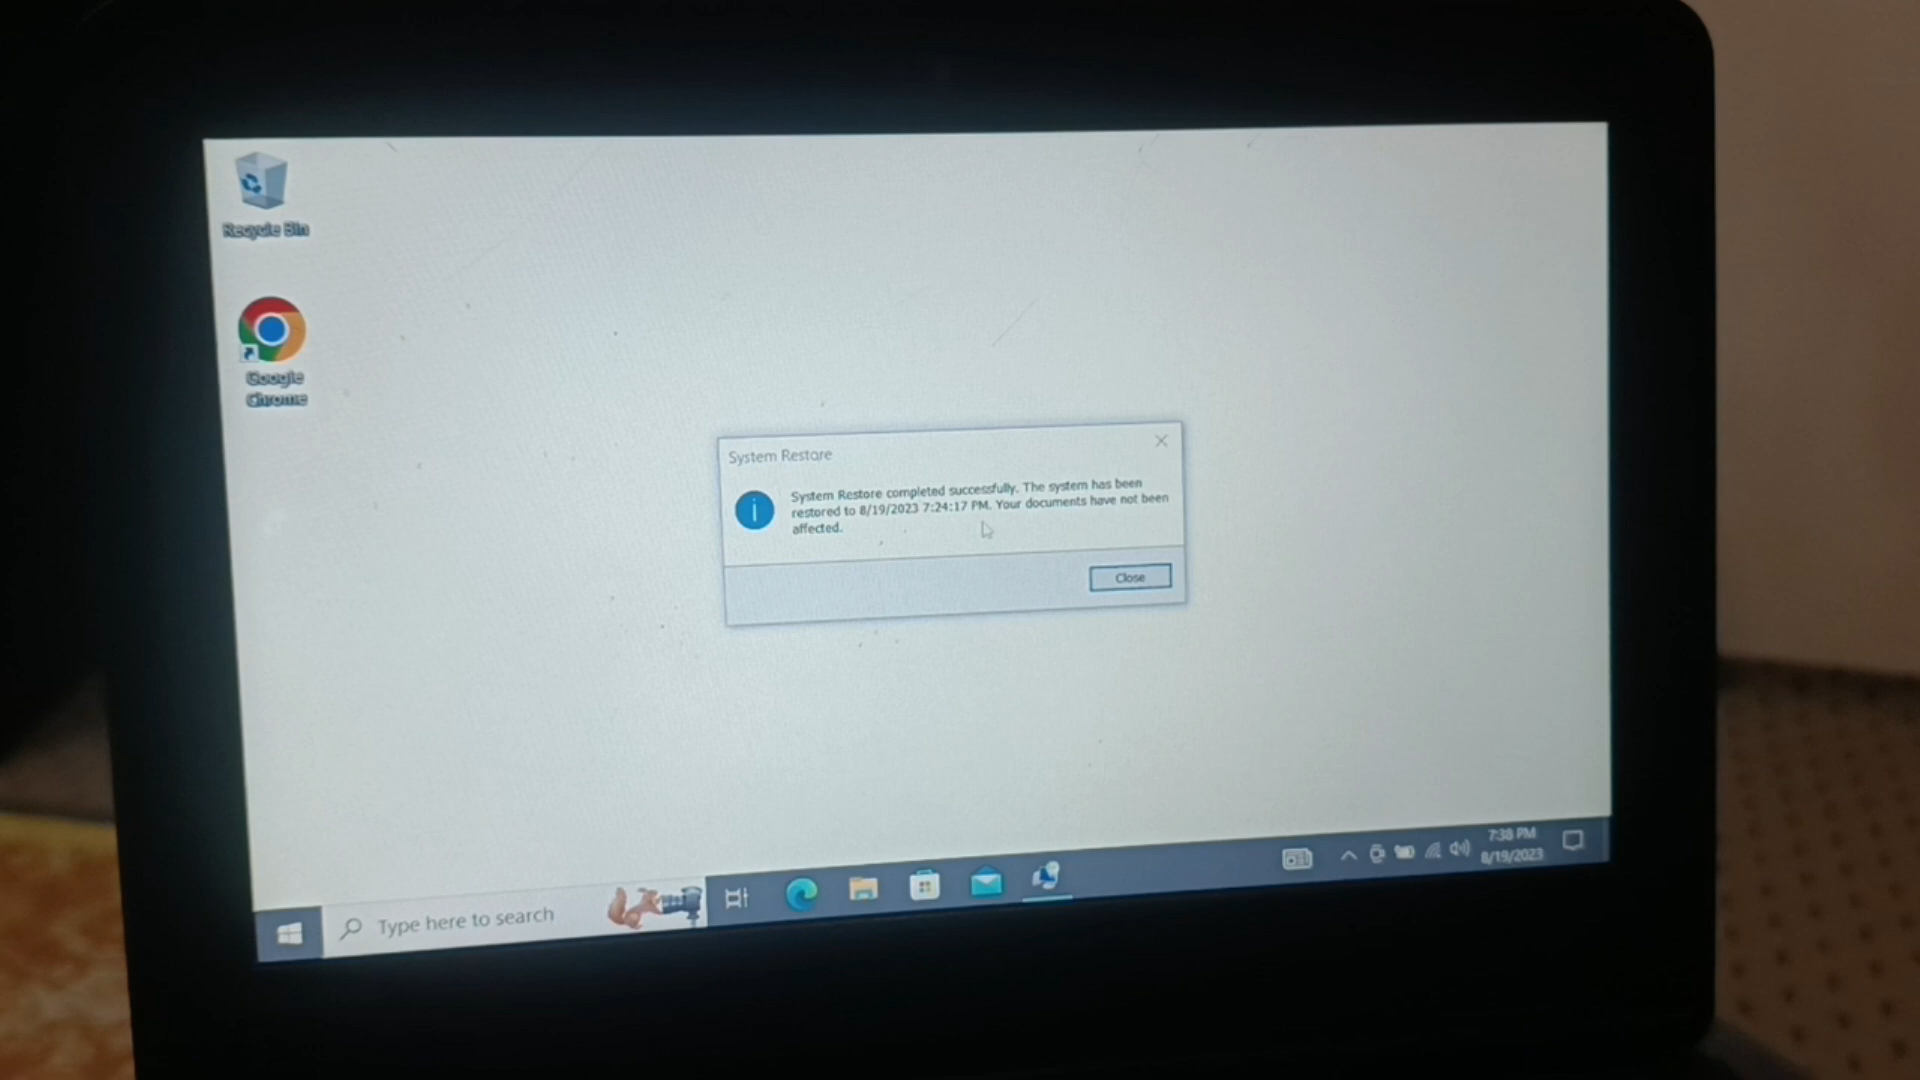 Recycle Bin
Google
Chrome
System Restore
System Restore completed successfully. The system has been
restored to 8/19/2023 7:24:17 PM. Your documents have not been
affected.
Close
Type here to search
7:38 PM
8/19/2023